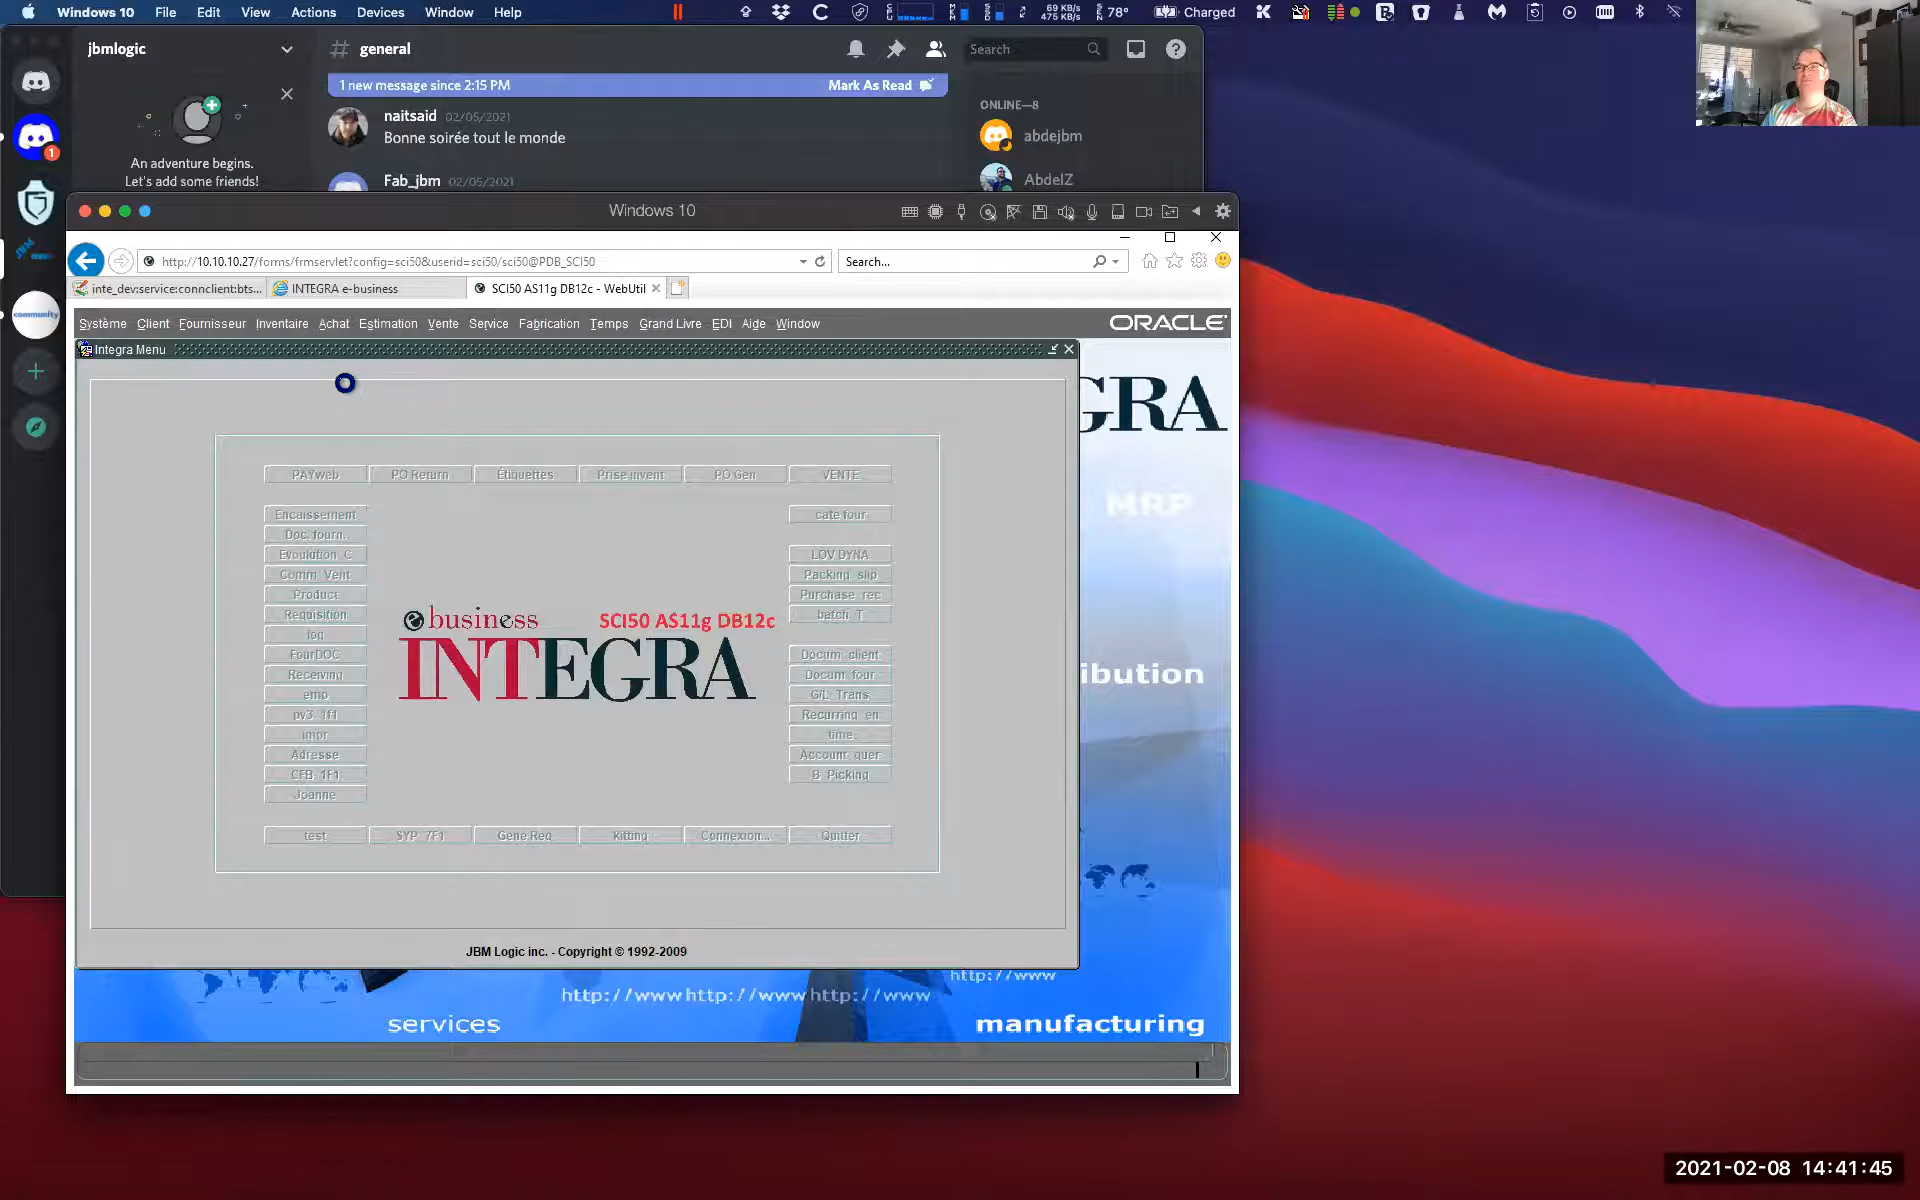 Windows 10 File Edit View Actions Devices Window Help
69 KB/s
475 KB/s
78°
Charged
jbmlogic
general
Search
1 new message since 2:15 PM
Mark As Read
ONLINE—8
naitsaid 02/05/2021
Bonne soirée tout le monde
abdejbm
An adventure begins.
Let's add some friends!
Fab_jbm 02/05/2021
AbdelZ
1
community
Windows 10
http://10.10.10.27/forms/frmservlet?config=sci50&userid=sci50/sci50@PDB_SCI50
Search...
inte_dev:service:connclient:bts...
INTEGRA e-business
SCI50 AS11g DB12c - WebUtil
Système Client Fournisseur Inventaire Achat Estimation Vente Service Fabrication Temps Grand Livre EDI Aide Window
ORACLE
Integra Menu
GRA
PAYweb PO Return Étiquettes Prise invent PO Gen VENTE
Encaissement
cate four
Doc. fourn.
Evoulution C
LOV DYNA
Comm Vent
Packing slip
Product
Purchase rec
Requisition
batch T
log
FourDOC
Docum client
Receiving
Docum four
emp
G/L Trans
pv3 1f1
Recurring en
impr
time
Adresse
Account quer
CFB 1F1
B Picking
Joanne
e business
SCI50 AS11g DB12c
INTEGRA
test SYP 7F1 Gene Req Kitting Connexion... Quitter
MRP
ibution
JBM Logic inc. - Copyright © 1992-2009
http://www
http://www http://www http://www
services
manufacturing
2021-02-08 14:41:45